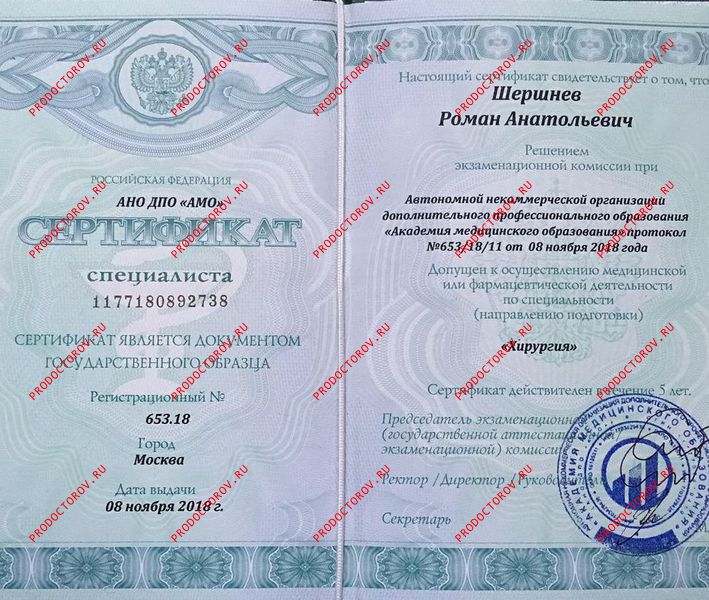 РОССИЙСКАЯ ФЕДЕРАЦИЯ
АНО ДПО «АМО»
СЕРТИФИКАТ
специалиста
1177180892738
СЕРТИФИКАТ ЯВЛЯЕТСЯ ДОКУМЕНТОМ
ГОСУДАРСТВЕННОГО ОБРАЗЦА
Регистрационный №
653.18
Город
Москва
Дата выдачи
08 ноября 2018 г.
Настоящий сертификат свидетельствует о том, что
Шершнев
Роман Анатольевич
Решением
экзаменационной комиссии при
Автономной некоммерческой организации
дополнительного профессионального образования
«Академия медицинского образования» протокол
№653-18/11 от 08 ноября 2018 года
Допущен к осуществлению медицинской
или фармацевтической деятельности
по специальности
(направлению подготовки)
«Хирургия»
Сертификат действителен в течение 5 лет.
Председатель экзаменационной
(государственной аттестац
экзаменационной) комиссии
Ректор /Директор (Руководитель
Секретарь
АКАДЕМИЯ МЕДИЦИНСКОГО ОБРАЗОВАНИЯ
PRODOCTOROV.RU